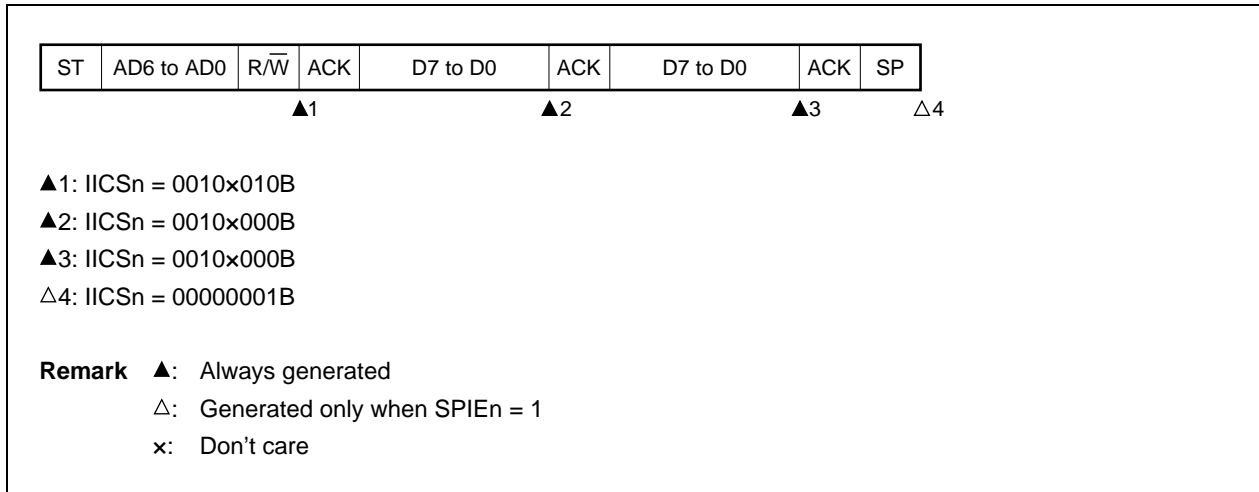 ST AD6 to AD0 R/W̅ ACK D7 to D0 ACK D7 to D0 ACK SP
▲1 ▲2 ▲3 △4
▲1: IICSn = 0010×010B
▲2: IICSn = 0010×000B
▲3: IICSn = 0010×000B
△4: IICSn = 00000001B
Remark ▲: Always generated
△: Generated only when SPIEn = 1
×: Don't care